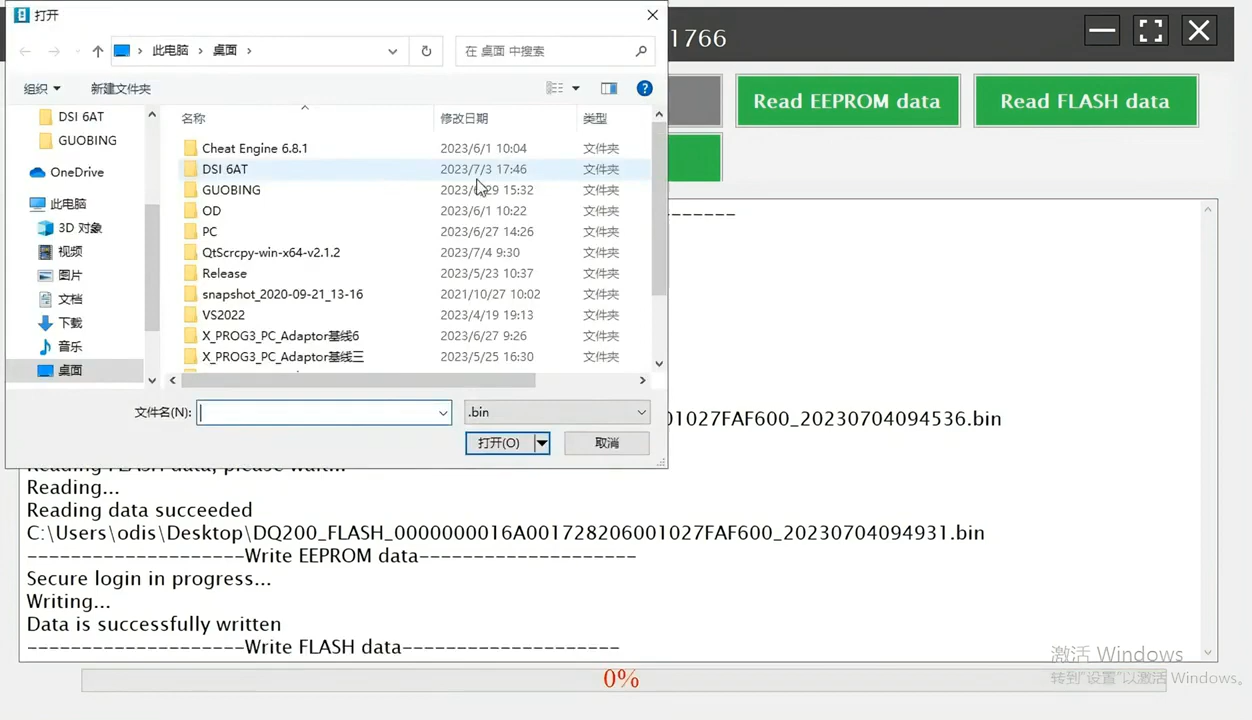 打开
1766
此电脑 › 桌面 ›
在 桌面 中搜索
组织
新建文件夹
Read EEPROM data
Read FLASH data
DSI 6AT
GUOBING
OneDrive
此电脑
3D 对象
视频
图片
文档
下载
音乐
桌面
名称 修改日期 类型
Cheat Engine 6.8.1 2023/6/1 10:04 文件夹
DSI 6AT 2023/7/3 17:46 文件夹
GUOBING 29 15:32 文件夹
OD 2023/6/1 10:22 文件夹
PC 2023/6/27 14:26 文件夹
QtScrcpy-win-x64-v2.1.2 2023/7/4 9:30 文件夹
Release 2023/5/23 10:37 文件夹
snapshot_2020-09-21_13-16 2021/10/27 10:02 文件夹
VS2022 2023/4/19 19:13 文件夹
X_PROG3_PC_Adaptor基线6 2023/6/27 9:26 文件夹
X_PROG3_PC_Adaptor基线三 2023/5/25 16:30 文件夹
文件名(N):
.bin
打开(O)
取消
-------
01027FAF600_20230704094536.bin
Reading FLASH data, please wait...
Reading...
Reading data succeeded
C:\Users\odis\Desktop\DQ200_FLASH_0000000016A001728206001027FAF600_20230704094931.bin
---------------------Write EEPROM data---------------------
Secure login in progress...
Writing...
Data is successfully written
---------------------Write FLASH data---------------------
0%
激活 Windows
转到"设置"以激活 Windows。